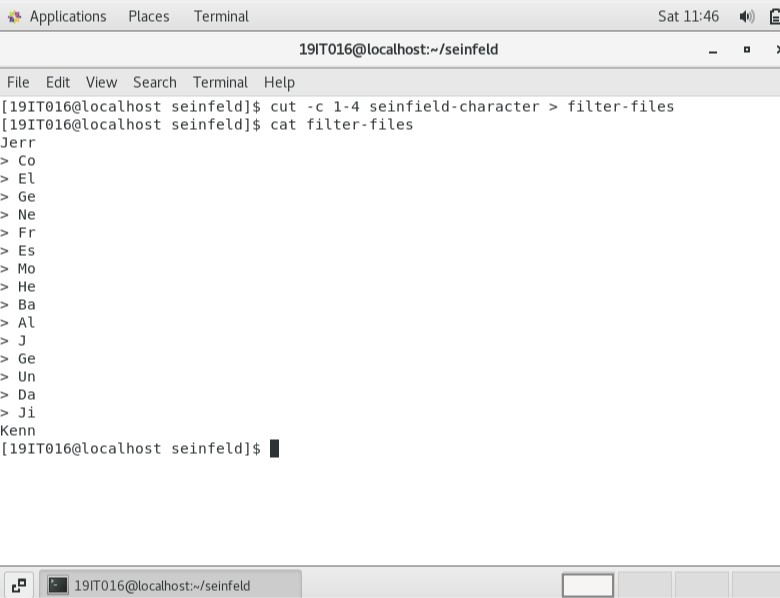 Applications Places Terminal Sat 11:46
19IT016@localhost:~/seinfeld
File Edit View Search Terminal Help
[19IT016@localhost seinfeld]$ cut -c 1-4 seinfield-character > filter-files
[19IT016@localhost seinfeld]$ cat filter-files
Jerr
> Co
> El
> Ge
> Ne
> Fr
> Es
> Mo
> He
> Ba
> Al
> J
> Ge
> Un
> Da
> Ji
Kenn
[19IT016@localhost seinfeld]$
19IT016@localhost:~/seinfeld